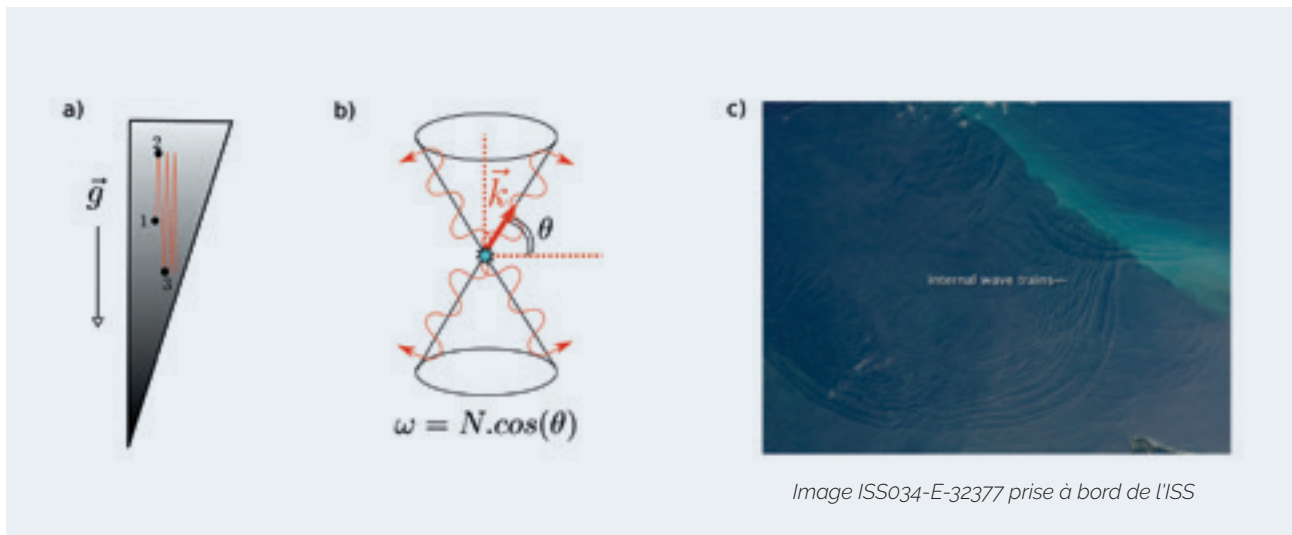 a)
b)
c)
2
g⃗
1
3
k⃗
θ
internal wave trains—
ω = N.cos(θ)
Image ISS034-E-32377 prise à bord de l'ISS